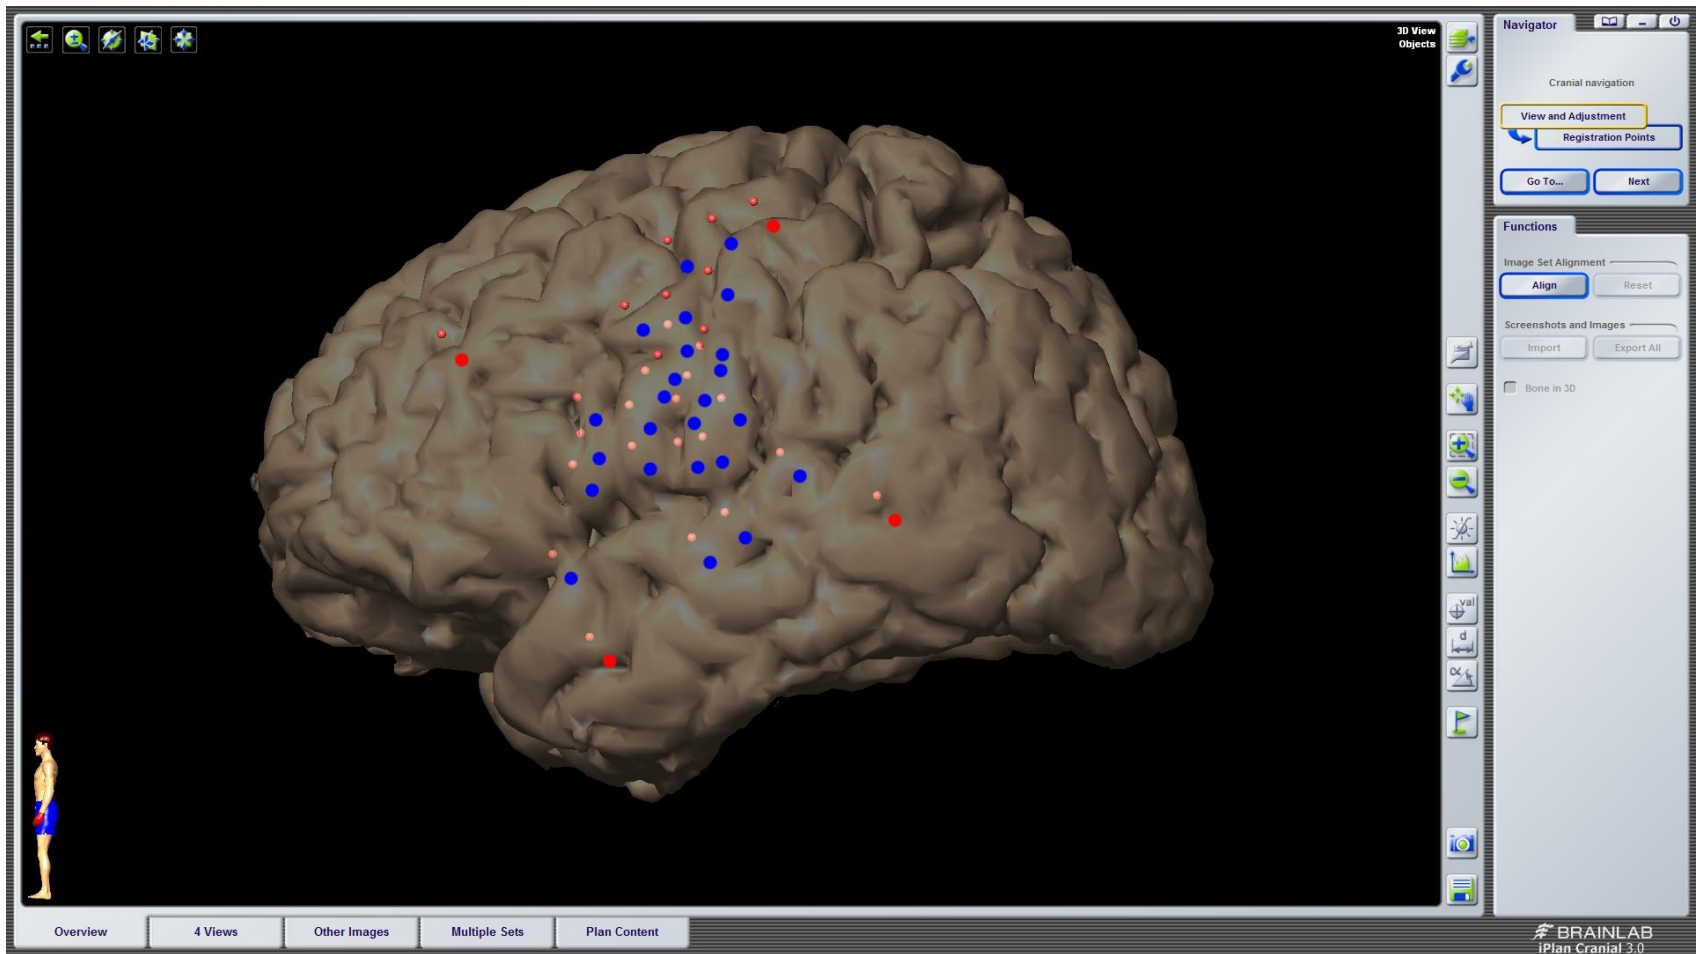 3D View
Objects
Navigator
Cranial navigation
View and Adjustment
Registration Points
Go To...
Next
Functions
Image Set Alignment
Align
Reset
Screenshots and Images
Import
Export All
Bone in 3D
val
d
α
Overview
4 Views
Other Images
Multiple Sets
Plan Content
BRAINLAB
iPlan Cranial 3.0